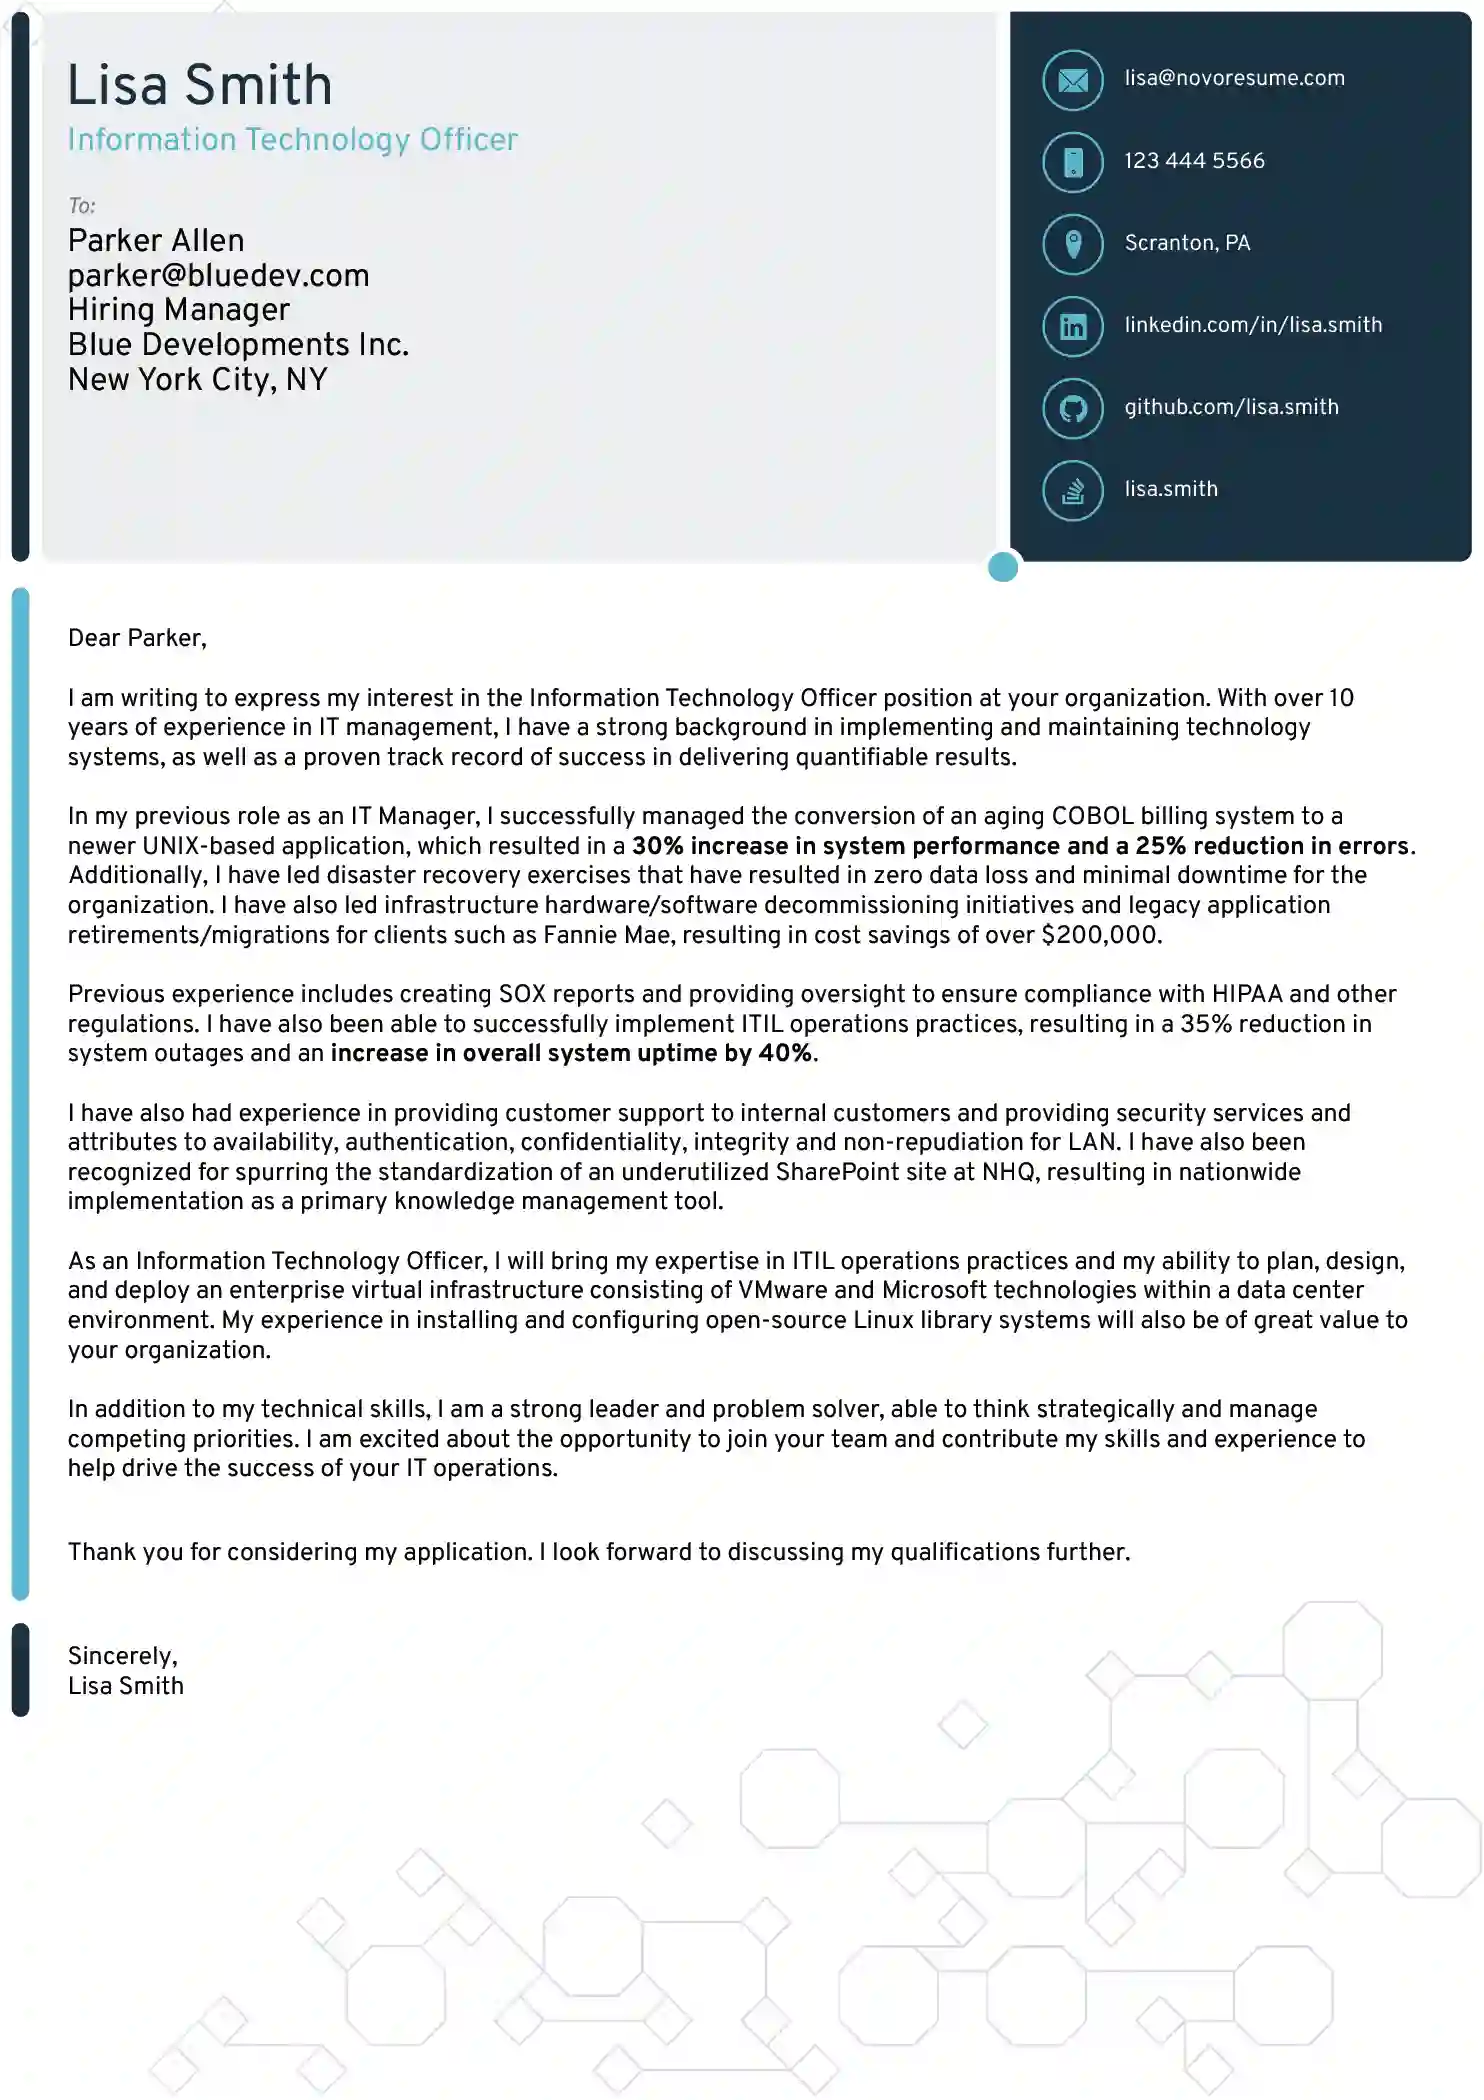 Lisa Smith
Information Technology Officer
To:
Parker Allen
parker@bluedev.com
Hiring Manager
Blue Developments Inc.
New York City, NY
lisa@novoresume.com
123 444 5566
Scranton, PA
linkedin.com/in/lisa.smith
github.com/lisa.smith
lisa.smith
Dear Parker,
I am writing to express my interest in the Information Technology Officer position at your organization. With over 10
years of experience in IT management, I have a strong background in implementing and maintaining technology
systems, as well as a proven track record of success in delivering quantifiable results.
In my previous role as an IT Manager, I successfully managed the conversion of an aging COBOL billing system to a
newer UNIX-based application, which resulted in a 30% increase in system performance and a 25% reduction in errors.
Additionally, I have led disaster recovery exercises that have resulted in zero data loss and minimal downtime for the
organization. I have also led infrastructure hardware/software decommissioning initiatives and legacy application
retirements/migrations for clients such as Fannie Mae, resulting in cost savings of over $200,000.
Previous experience includes creating SOX reports and providing oversight to ensure compliance with HIPAA and other
regulations. I have also been able to successfully implement ITIL operations practices, resulting in a 35% reduction in
system outages and an increase in overall system uptime by 40%.
I have also had experience in providing customer support to internal customers and providing security services and
attributes to availability, authentication, confidentiality, integrity and non-repudiation for LAN. I have also been
recognized for spurring the standardization of an underutilized SharePoint site at NHQ, resulting in nationwide
implementation as a primary knowledge management tool.
As an Information Technology Officer, I will bring my expertise in ITIL operations practices and my ability to plan, design,
and deploy an enterprise virtual infrastructure consisting of VMware and Microsoft technologies within a data center
environment. My experience in installing and configuring open-source Linux library systems will also be of great value to
your organization.
In addition to my technical skills, I am a strong leader and problem solver, able to think strategically and manage
competing priorities. I am excited about the opportunity to join your team and contribute my skills and experience to
help drive the success of your IT operations.
Thank you for considering my application. I look forward to discussing my qualifications further.
Sincerely,
Lisa Smith